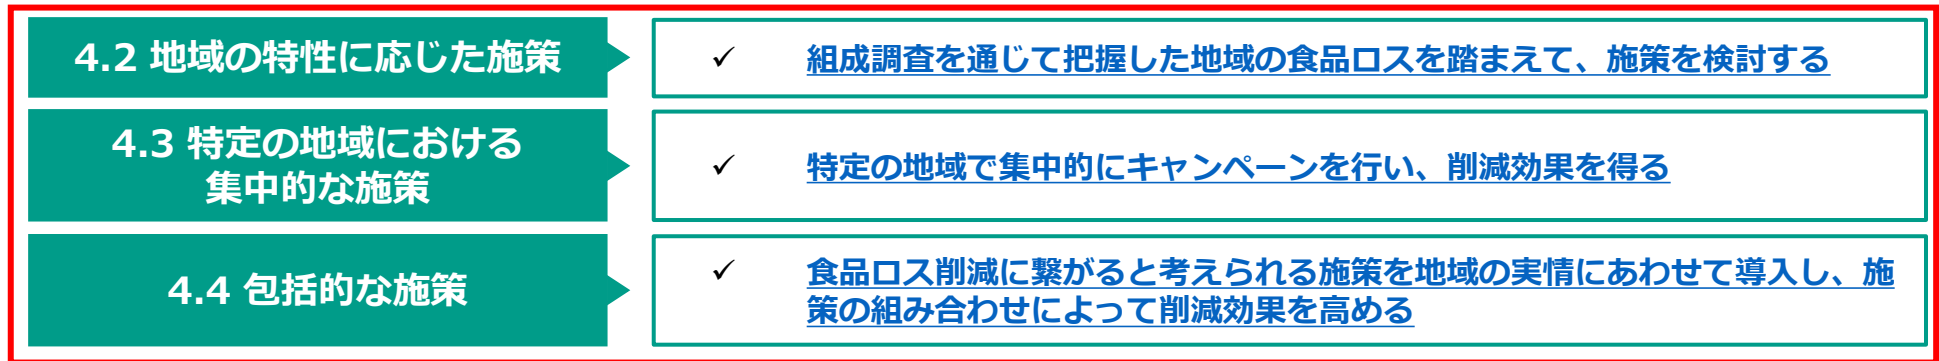 4.2 地域の特性に応じた施策
✓ 組成調査を通じて把握した地域の食品ロスを踏まえて、施策を検討する
4.3 特定の地域における
集中的な施策
✓ 特定の地域で集中的にキャンペーンを行い、削減効果を得る
4.4 包括的な施策
✓ 食品ロス削減に繋がると考えられる施策を地域の実情にあわせて導入し、施
策の組み合わせによって削減効果を高める